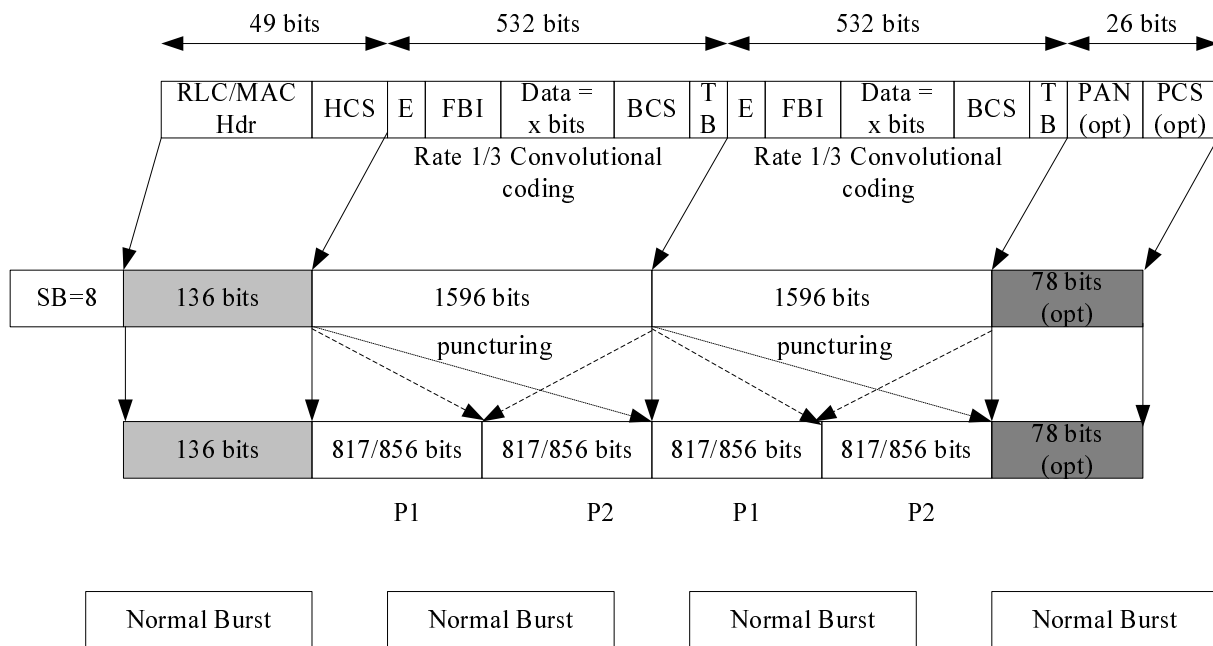 49 bits 532 bits 532 bits 26 bits
RLC/MAC Hdr HCS E FBI Data = x bits BCS T B E FBI Data = x bits BCS T B PAN (opt) PCS (opt)
Rate 1/3 Convolutional coding Rate 1/3 Convolutional coding
SB=8 136 bits 1596 bits 1596 bits 78 bits (opt)
puncturing puncturing
136 bits 817/856 bits 817/856 bits 817/856 bits 817/856 bits 78 bits (opt)
P1 P2 P1 P2
Normal Burst Normal Burst Normal Burst Normal Burst